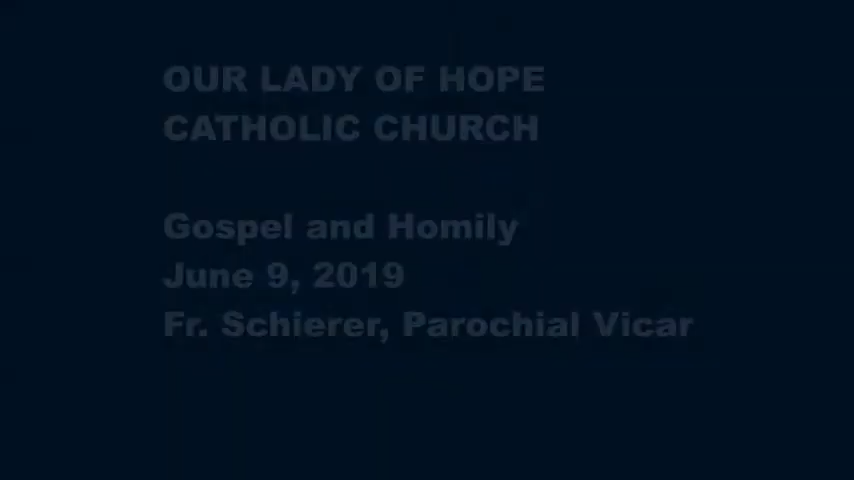 OUR LADY OF HOPE
CATHOLIC CHURCH
Gospel and Homily
June 9, 2019
Fr. Schierer, Parochial Vicar